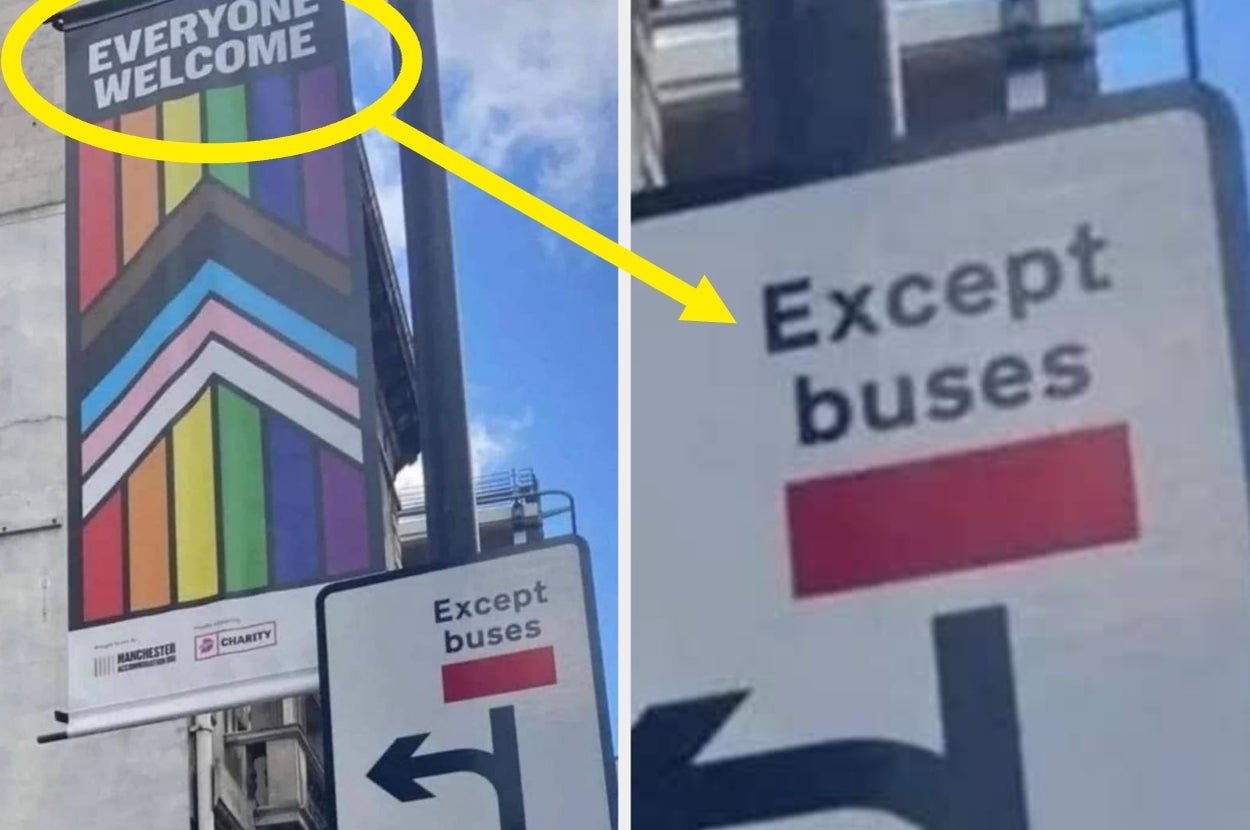 EVERYONE
WELCOME
MANCHESTER
CHARITY
Except
buses
Except
buses